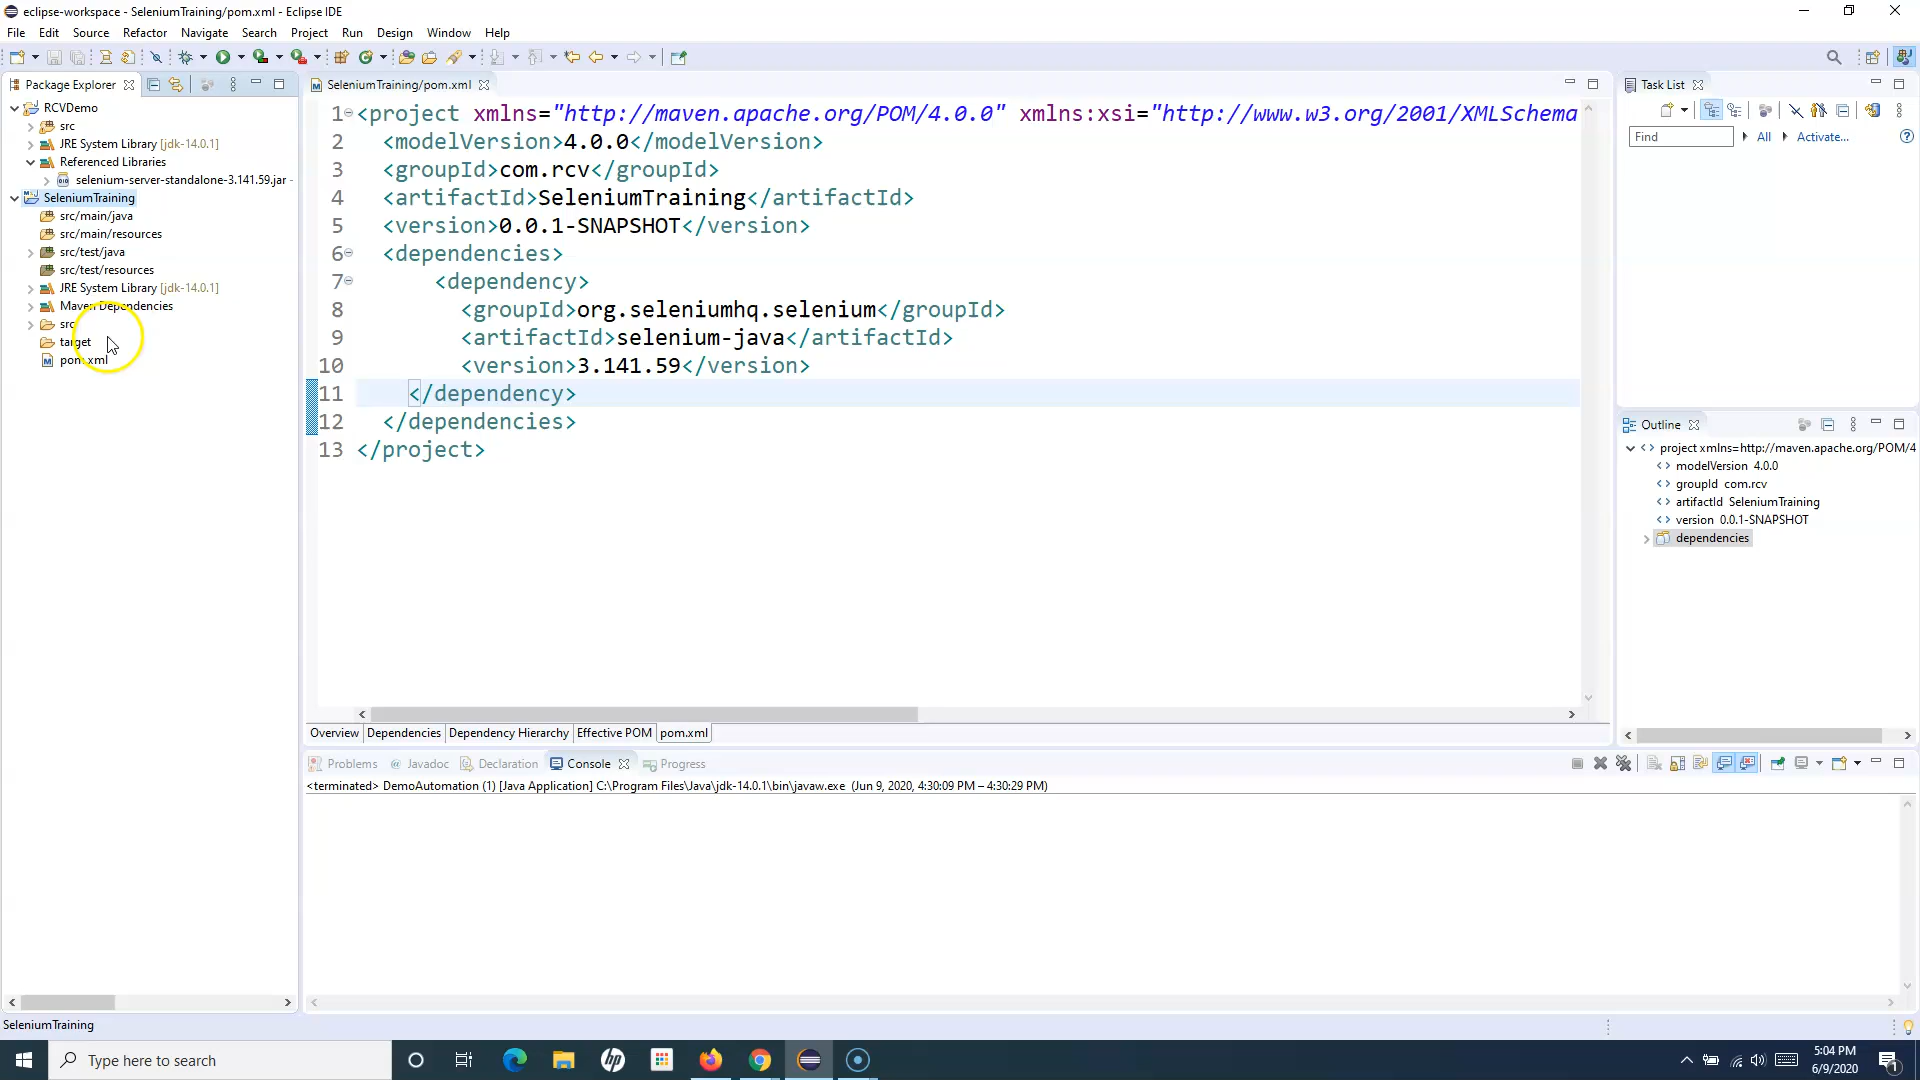 eclipse-workspace - SeleniumTraining/pom.xml - Eclipse IDE
File Edit Source Refactor Navigate Search Project Run Design Window Help
Package Explorer
RCVDemo
src
JRE System Library [jdk-14.0.1]
Referenced Libraries
selenium-server-standalone-3.141.59.jar -
SeleniumTraining
src/main/java
src/main/resources
src/test/java
src/test/resources
JRE System Library [jdk-14.0.1]
Maven Dependencies
src
target
pom.xml
SeleniumTraining/pom.xml
1 <project xmlns="http://maven.apache.org/POM/4.0.0" xmlns:xsi="http://www.w3.org/2001/XMLSchema
2 <modelVersion>4.0.0</modelVersion>
3 <groupId>com.rcv</groupId>
4 <artifactId>SeleniumTraining</artifactId>
5 <version>0.0.1-SNAPSHOT</version>
6 <dependencies>
7 <dependency>
8 <groupId>org.seleniumhq.selenium</groupId>
9 <artifactId>selenium-java</artifactId>
10 <version>3.141.59</version>
11 </dependency>
12 </dependencies>
13 </project>
Overview Dependencies Dependency Hierarchy Effective POM pom.xml
Task List
Find All Activate...
Outline
project xmlns=http://maven.apache.org/POM/4
modelVersion 4.0.0
groupId com.rcv
artifactId SeleniumTraining
version 0.0.1-SNAPSHOT
dependencies
Problems @ Javadoc Declaration Console Progress
<terminated> DemoAutomation (1) [Java Application] C:\Program Files\Java\jdk-14.0.1\bin\javaw.exe (Jun 9, 2020, 4:30:09 PM – 4:30:29 PM)
SeleniumTraining
Type here to search
hp
5:04 PM
6/9/2020
1